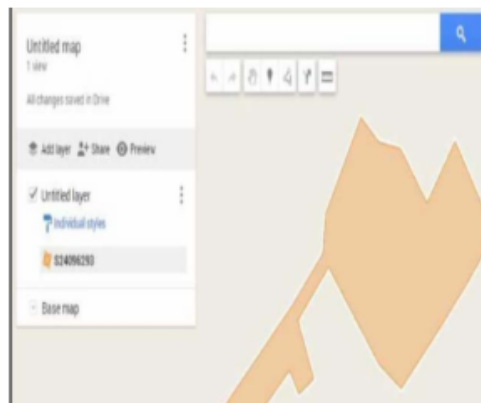 Untitled map
1 view
All changes saved in Drive
Add layer Share Preview
Untitled layer
Individual styles
S24096293
Base map